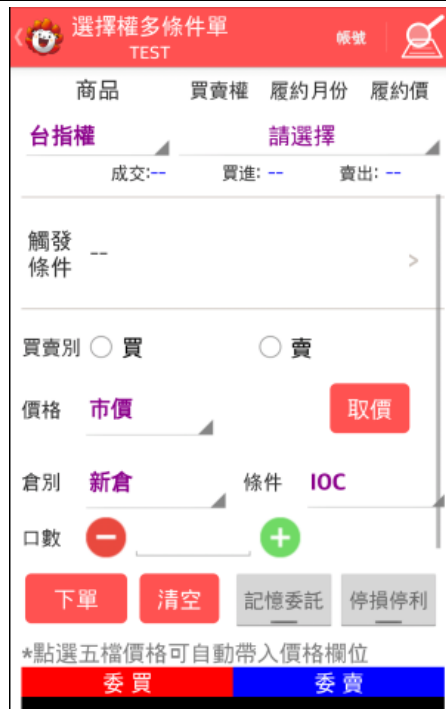 選擇權多條件單
TEST
帳號
商品 買賣權 履約月份 履約價
台指權 請選擇
成交:-- 買進: -- 賣出: --
觸發
條件 --
買賣別 買 賣
價格 市價 取價
倉別 新倉 條件 IOC
口數
下單 清空 記憶委託 停損停利
*點選五檔價格可自動帶入價格欄位
委買 委賣